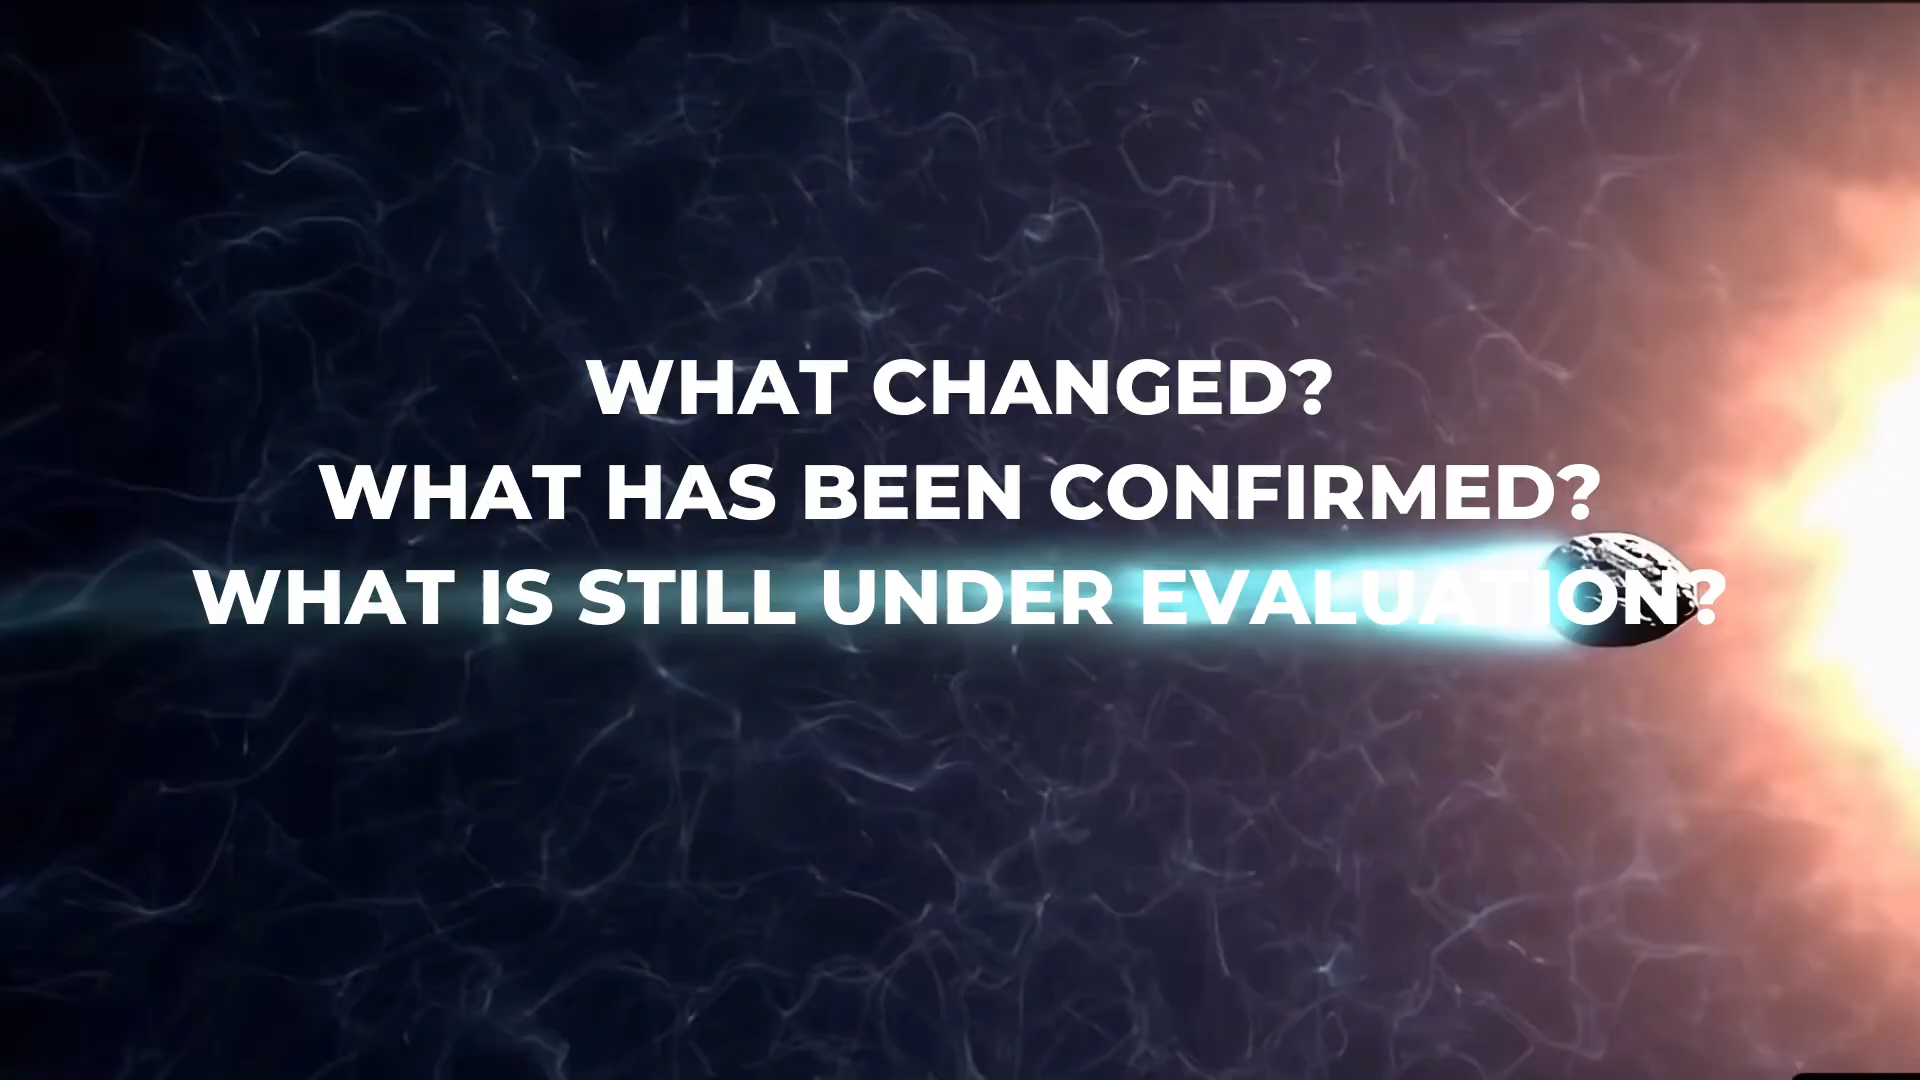 WHAT CHANGED?
WHAT HAS BEEN CONFIRMED?
WHAT IS STILL UNDER EVALUATION?